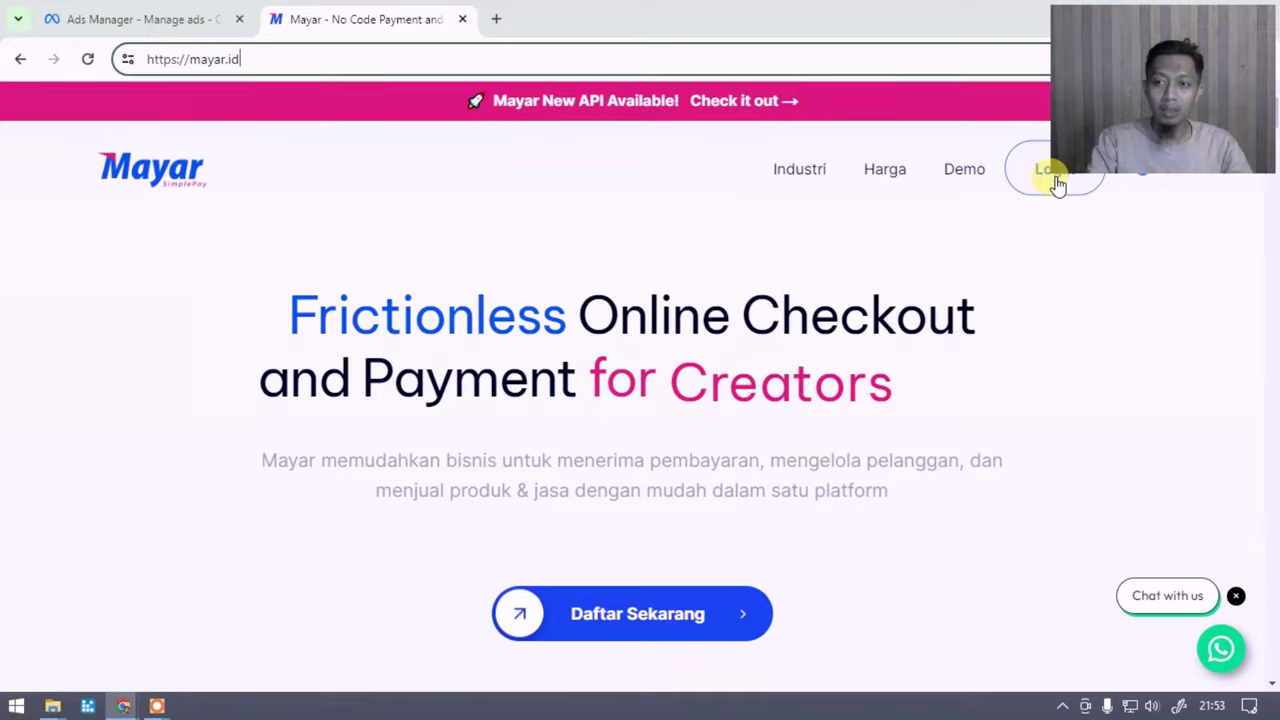 Ads Manager - Manage ads - C
Mayar - No Code Payment and
https://mayar.id
Mayar New API Available! Check it out →
Mayar
SimplePay
Industri
Harga
Demo
Frictionless Online Checkout
and Payment for Creators
Mayar memudahkan bisnis untuk menerima pembayaran, mengelola pelanggan, dan
menjual produk & jasa dengan mudah dalam satu platform
Daftar Sekarang
Chat with us
21:53